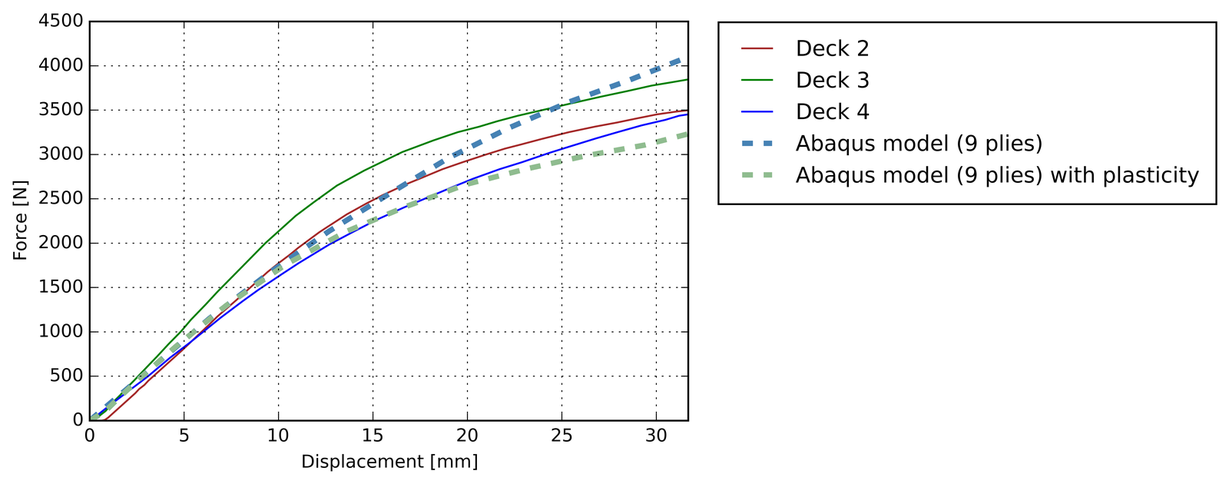 4500
4000
3500
3000
2500
2000
1500
1000
500
0
Force [N]
0 5 10 15 20 25 30
Displacement [mm]
Deck 2
Deck 3
Deck 4
Abaqus model (9 plies)
Abaqus model (9 plies) with plasticity